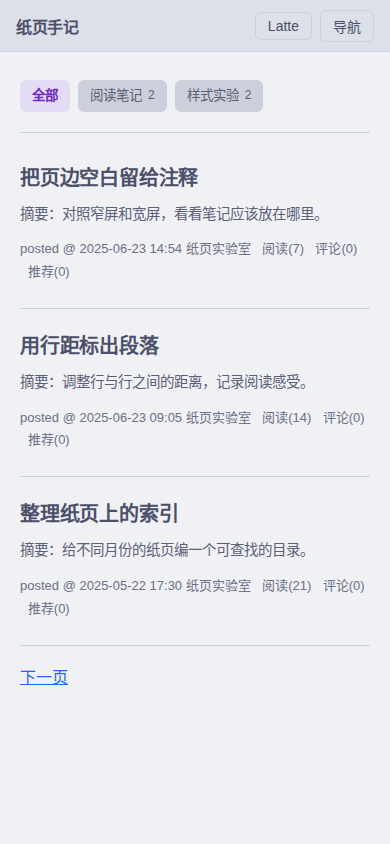 纸页手记 Latte 导航
全部 阅读笔记 2 样式实验 2
把页边空白留给注释
摘要：对照窄屏和宽屏，看看笔记应该放在哪里。
posted @ 2025-06-23 14:54 纸页实验室 阅读(7) 评论(0)
推荐(0)
用行距标出段落
摘要：调整行与行之间的距离，记录阅读感受。
posted @ 2025-06-23 09:05 纸页实验室 阅读(14) 评论(0)
推荐(0)
整理纸页上的索引
摘要：给不同月份的纸页编一个可查找的目录。
posted @ 2025-05-22 17:30 纸页实验室 阅读(21) 评论(0)
推荐(0)
下一页